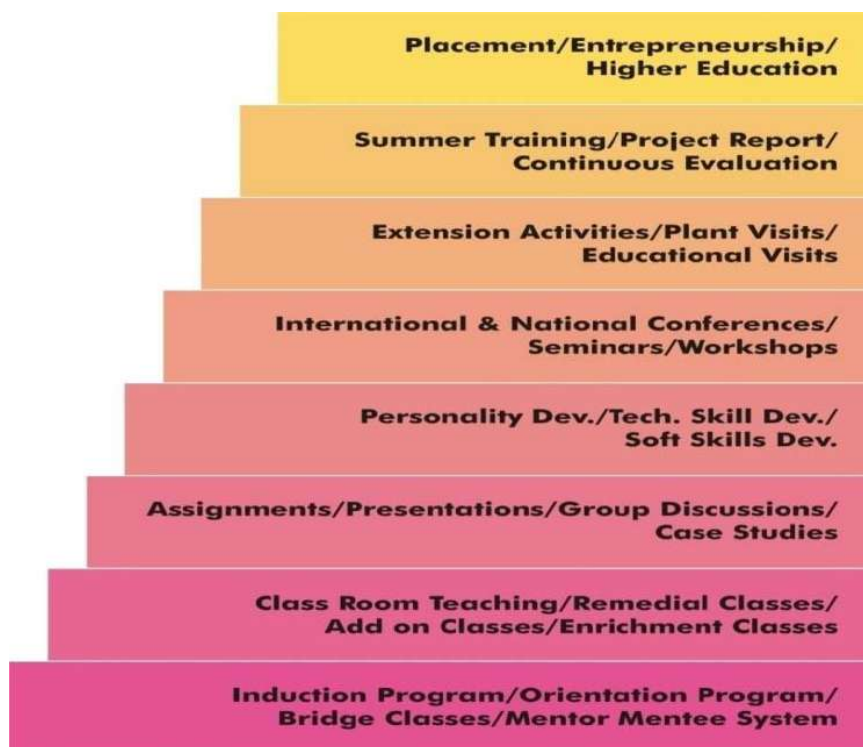 Placement/Entrepreneurship/
Higher Education
Summer Training/Project Report/
Continuous Evaluation
Extension Activities/Plant Visits/
Educational Visits
International & National Conferences/
Seminars/Workshops
Personality Dev./Tech. Skill Dev./
Soft Skills Dev.
Assignments/Presentations/Group Discussions/
Case Studies
Class Room Teaching/Remedial Classes/
Add on Classes/Enrichment Classes
Induction Program/Orientation Program/
Bridge Classes/Mentor Mentee System